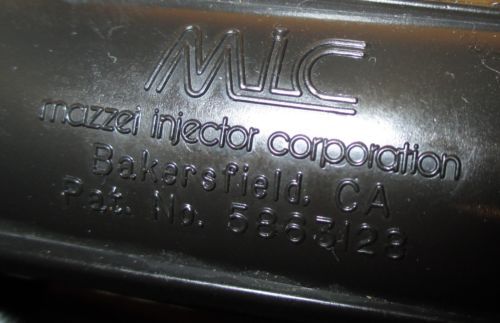 MIC
mazzei injector corporation
Bakersfield, CA
Pat. No. 5863128